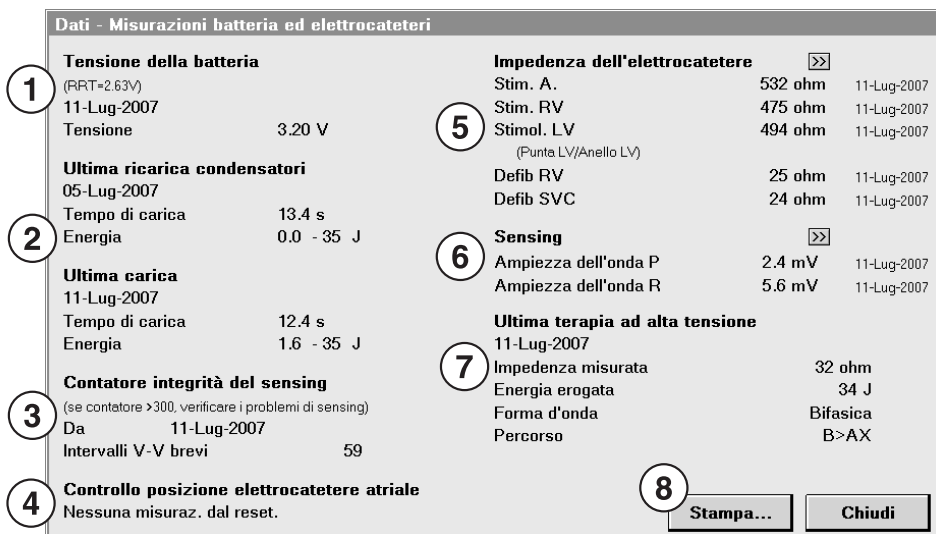 Dati - Misurazioni batteria ed elettrocateteri
Tensione della batteria
1
(RRT=2.63V)
11-Lug-2007
Tensione 3.20 V
Ultima ricarica condensatori
05-Lug-2007
Tempo di carica 13.4 s
2
Energia 0.0 - 35 J
Ultima carica
11-Lug-2007
Tempo di carica 12.4 s
Energia 1.6 - 35 J
Contatore integrità del sensing
3
(se contatore >300, verificare i problemi di sensing)
Da 11-Lug-2007
Intervalli V-V brevi 59
4
Controllo posizione elettrocatetere atriale
Nessuna misuraz. dal reset.
Impedenza dell'elettrocatetere >>
Stim. A. 532 ohm 11-Lug-2007
Stim. RV 475 ohm 11-Lug-2007
5
Stimol. LV 494 ohm 11-Lug-2007
(Punta LV/Anello LV)
Defib RV 25 ohm 11-Lug-2007
Defib SVC 24 ohm 11-Lug-2007
Sensing >>
6
Ampiezza dell'onda P 2.4 mV 11-Lug-2007
Ampiezza dell'onda R 5.6 mV 11-Lug-2007
Ultima terapia ad alta tensione
11-Lug-2007
7
Impedenza misurata 32 ohm
Energia erogata 34 J
Forma d'onda Bifasica
Percorso B>AX
8
Stampa... Chiudi